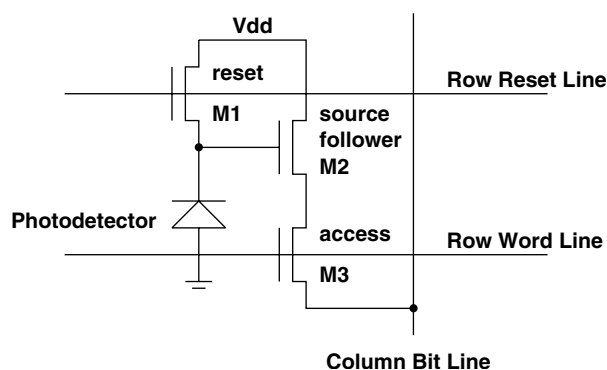 Vdd
reset
Row Reset Line
M1
source
follower
M2
Photodetector
access
Row Word Line
M3
Column Bit Line